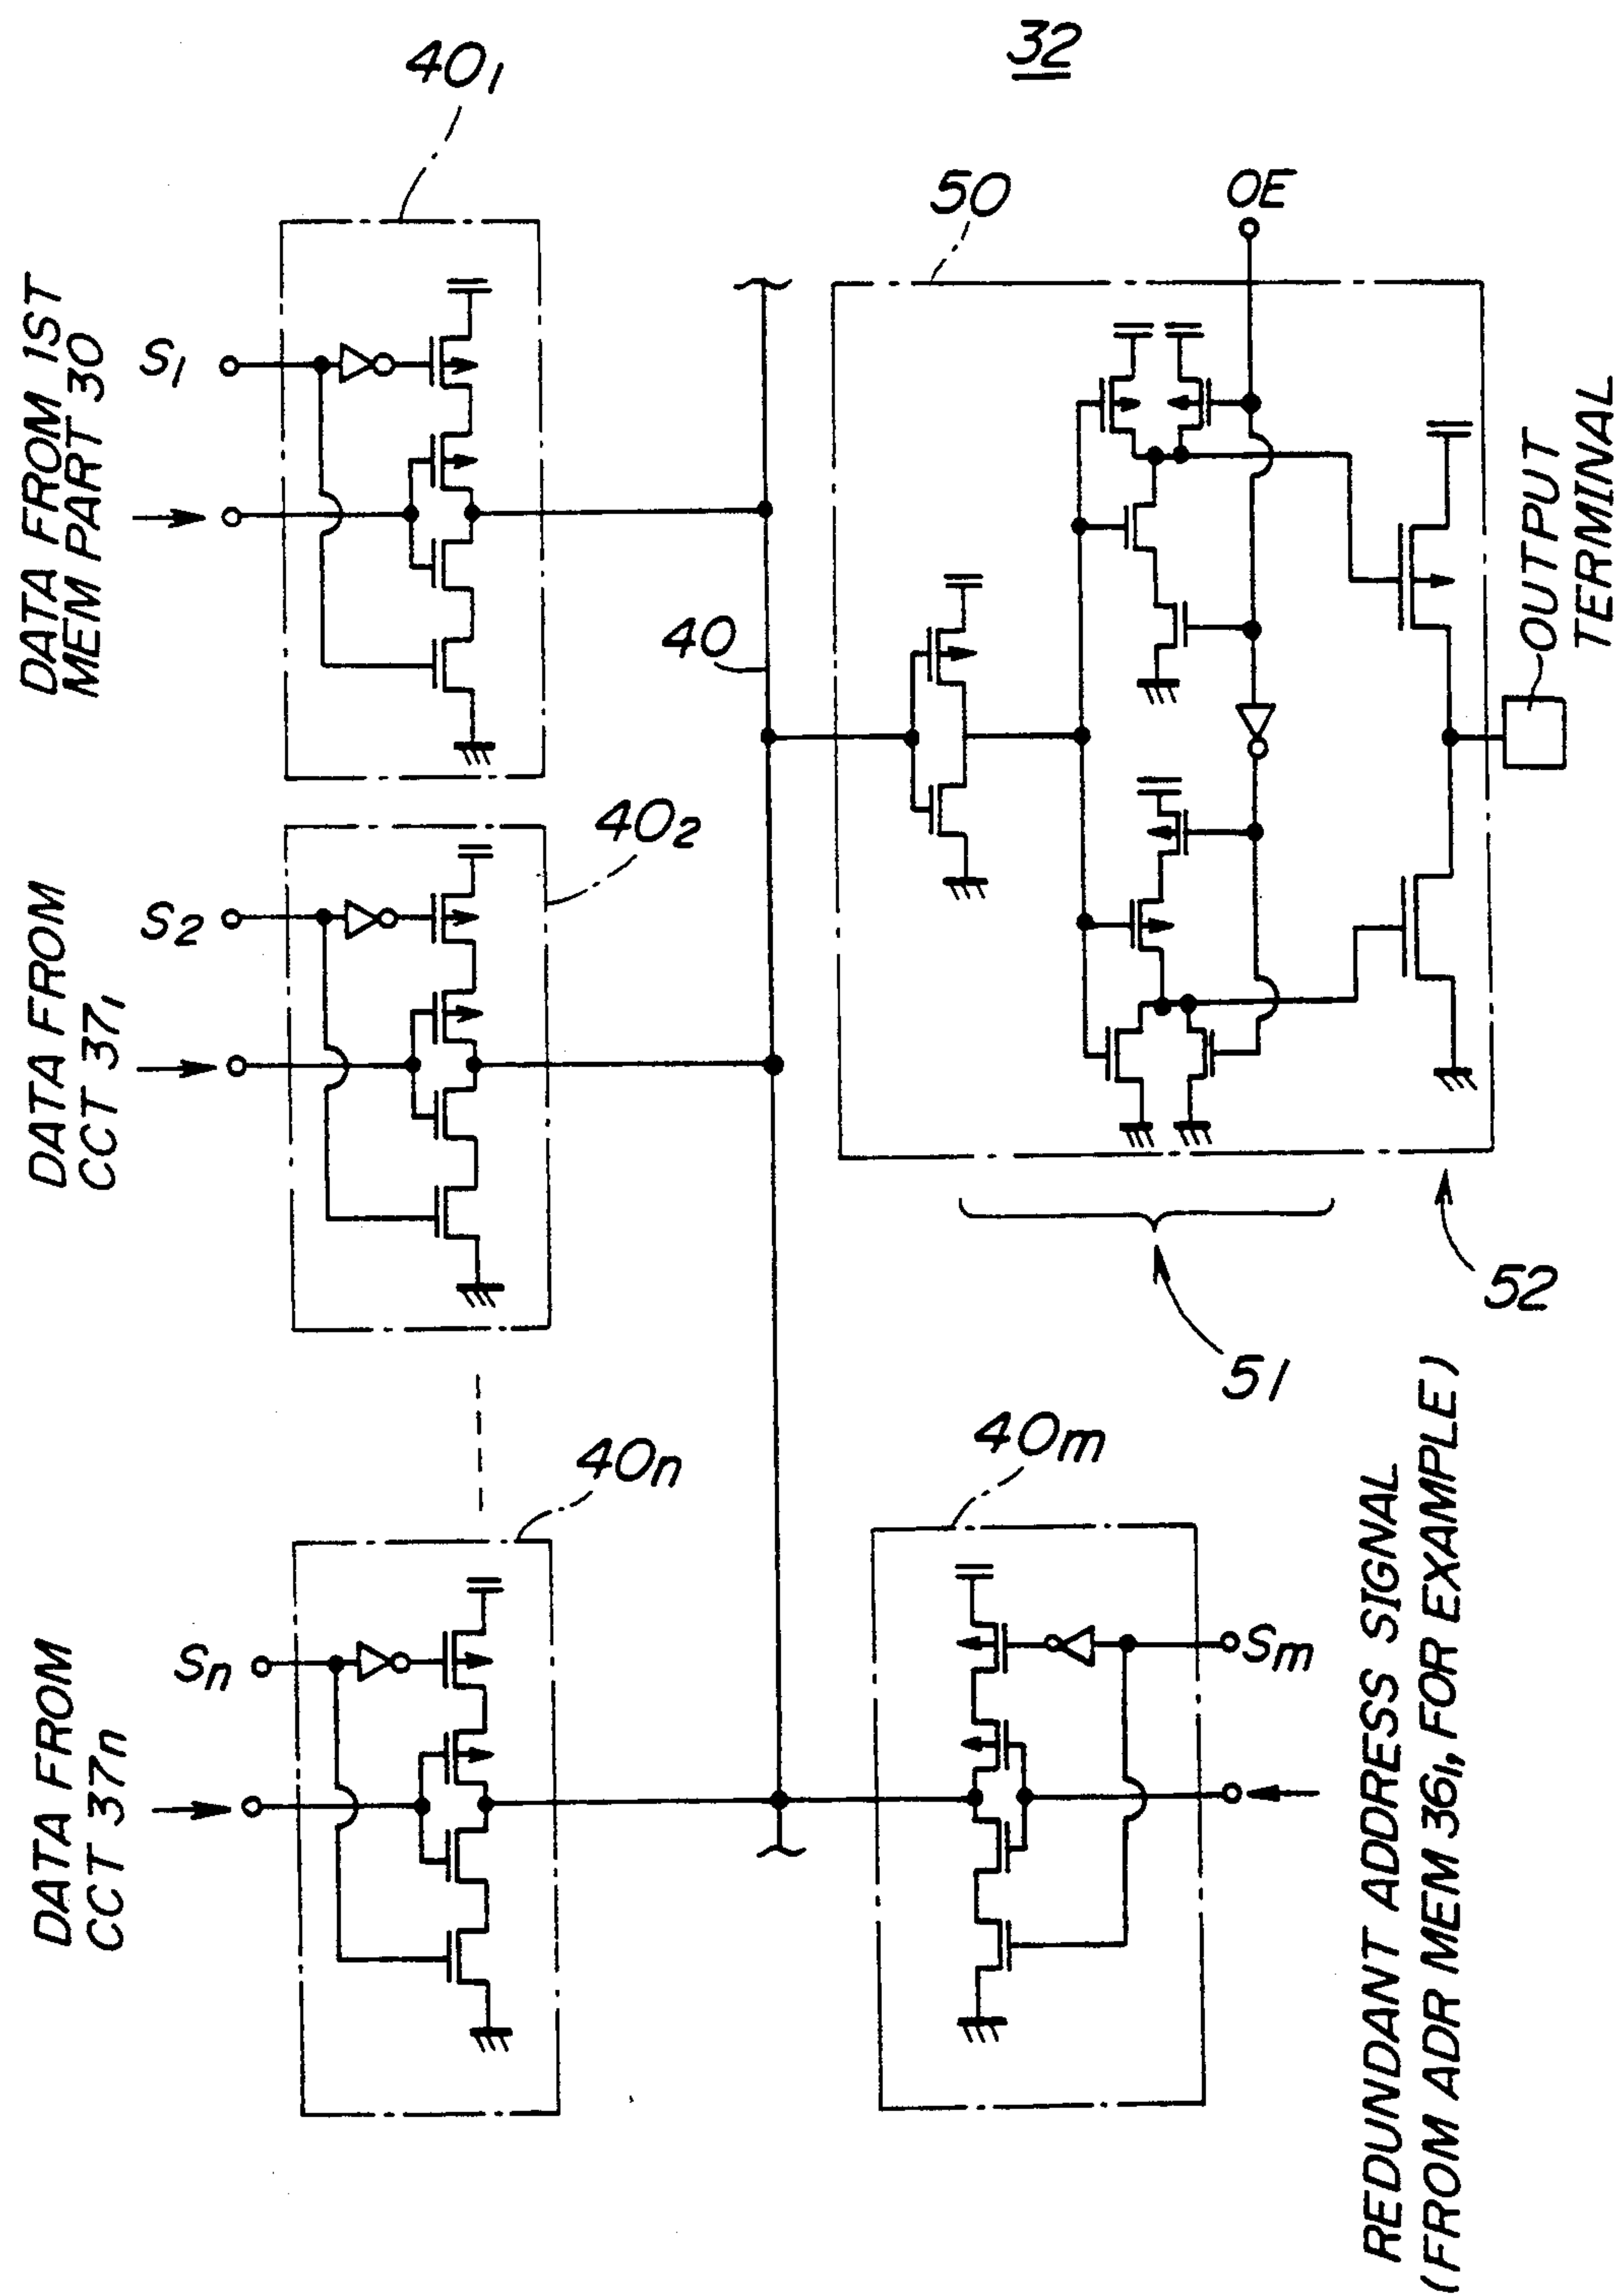 32
40₁
DATA FROM 1ST
MEM PART 30
S₁
50
OE
40
OUTPUT
TERMINAL
40₂
DATA FROM
CCT 37₁
S₂
51
52
40n
40m
DATA FROM
CCT 37n
Sn
Sm
REDUNDANT ADDRESS SIGNAL
(FROM ADR MEM 36₁, FOR EXAMPLE)